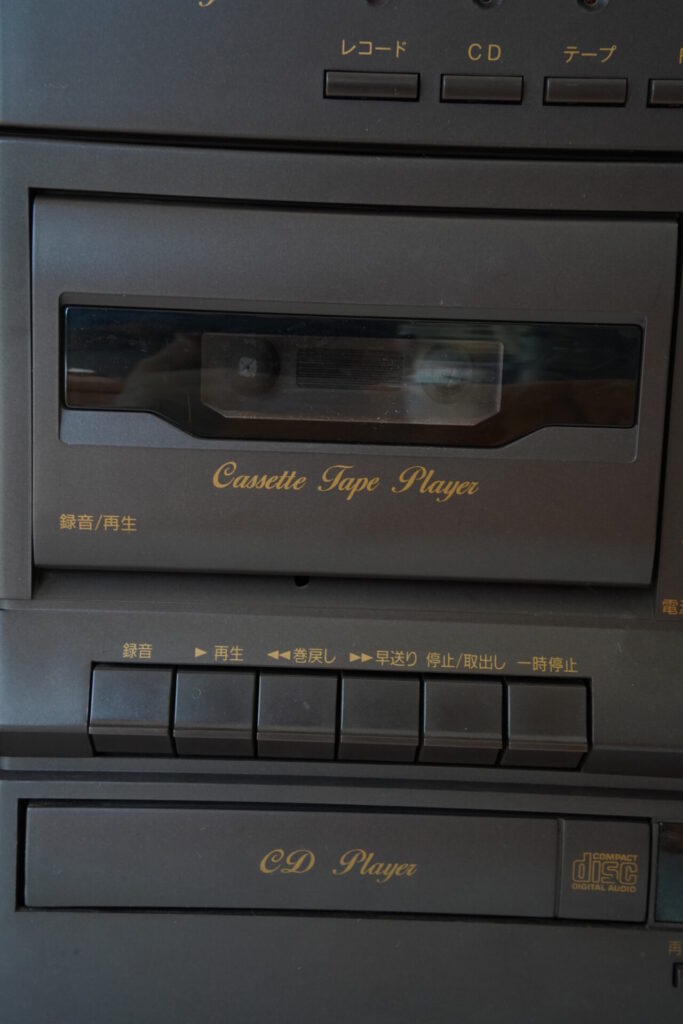 レコード CD テープ
Cassette Tape Player
録音/再生
録音 ▶ 再生 ◀◀ 巻戻し ▶▶ 早送り 停止/取出し 一時停止
CD Player
COMPACT
disc
DIGITAL AUDIO